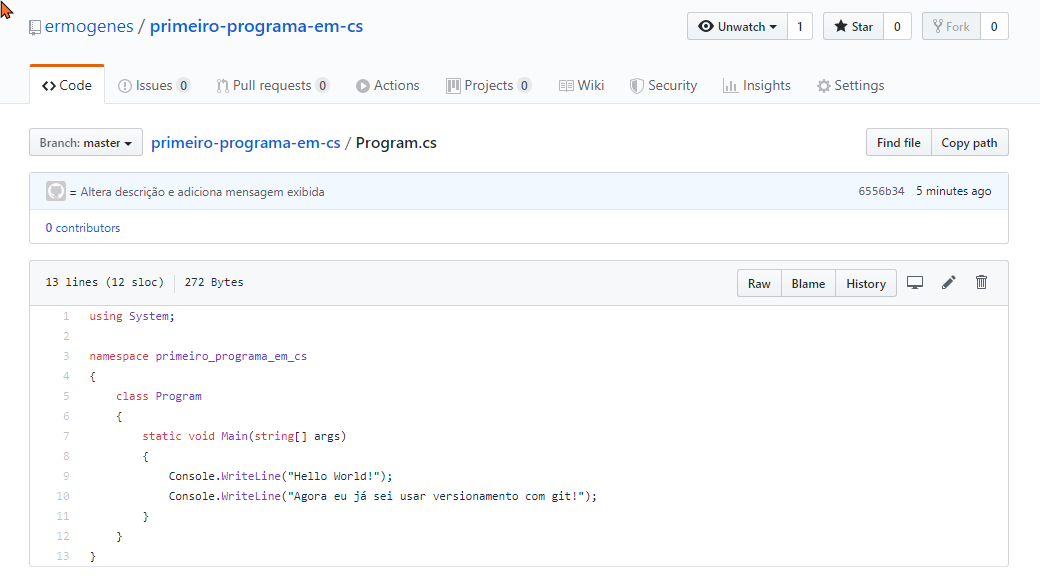 ermogenes / primeiro-programa-em-cs
Unwatch 1 Star 0 Fork 0
Code Issues 0 Pull requests 0 Actions Projects 0 Wiki Security Insights Settings
Branch: master primeiro-programa-em-cs / Program.cs Find file Copy path
= Altera descrição e adiciona mensagem exibida 6556b34 5 minutes ago
0 contributors
13 lines (12 sloc) 272 Bytes Raw Blame History
1 using System;
2
3 namespace primeiro_programa_em_cs
4 {
5 class Program
6 {
7 static void Main(string[] args)
8 {
9 Console.WriteLine("Hello World!");
10 Console.WriteLine("Agora eu já sei usar versionamento com git!");
11 }
12 }
13 }